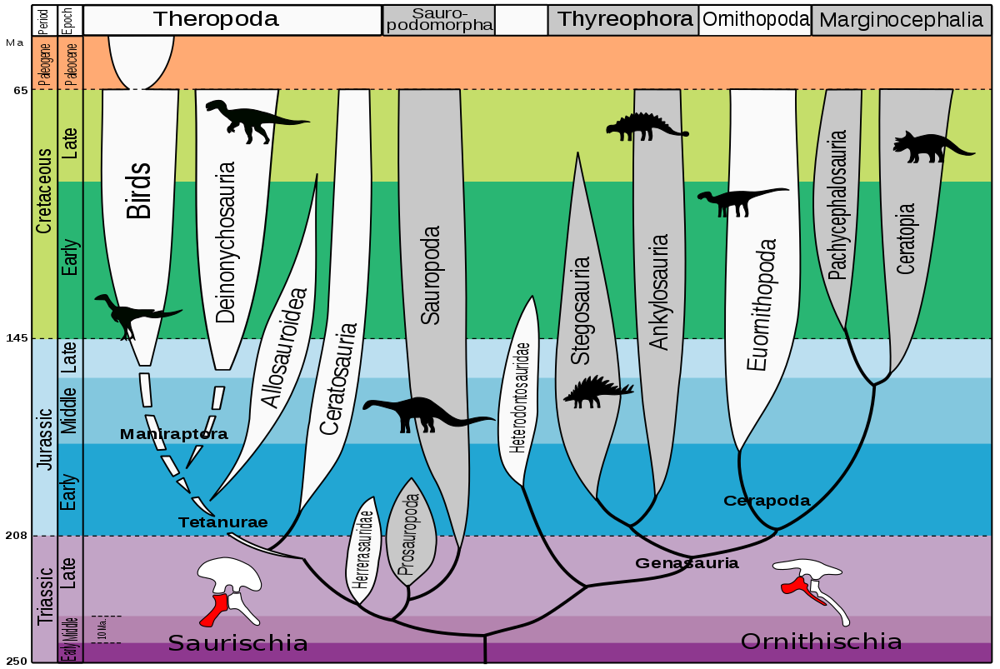 Period
Epoch
Theropoda
Sauro-
podomorpha
Thyreophora
Ornithopoda
Marginocephalia
Ma
Paleogene
Paleocene
65
Cretaceous
Late
Early
145
Jurassic
Late
Middle
Early
208
Triassic
Late
Middle
Early
250
10 Ma.
Birds
Deinonychosauria
Allosauroidea
Ceratosauria
Sauropoda
Heterodontosauridae
Stegosauria
Ankylosauria
Euornithopoda
Pachycephalosauria
Ceratopia
Maniraptora
Tetanurae
Herrerasauridae
Prosauropoda
Cerapoda
Genasauria
Saurischia
Ornithischia